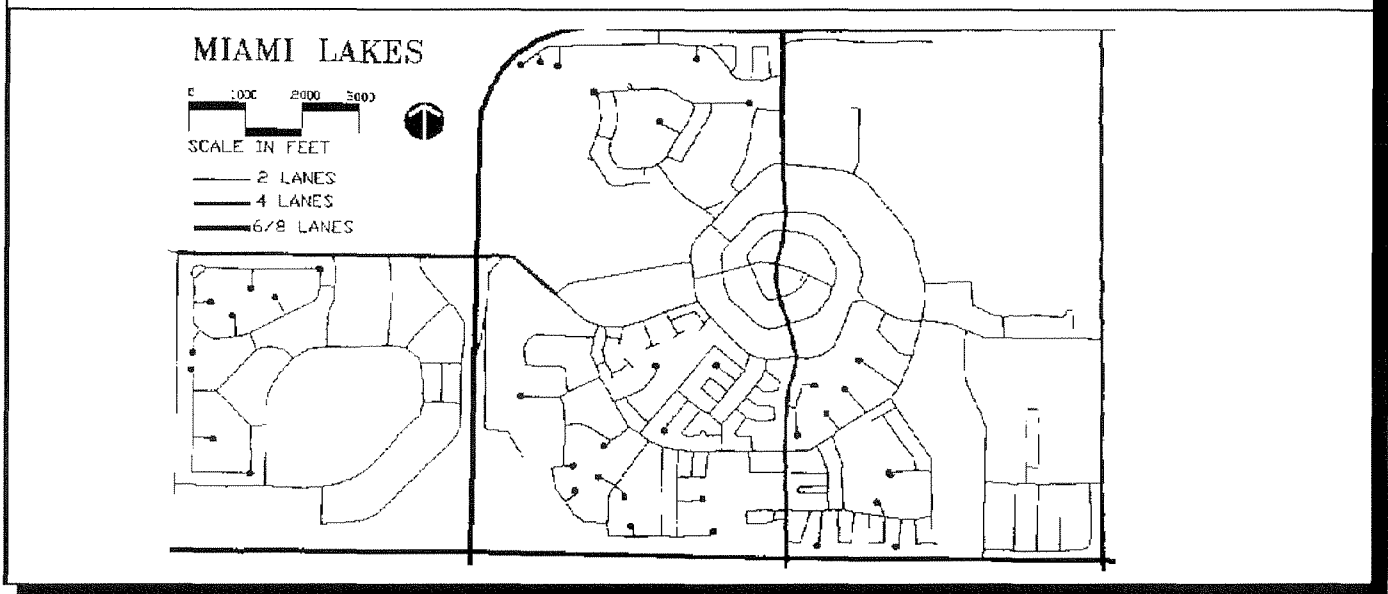 MIAMI LAKES
0 1000 2000 3000
SCALE IN FEET
2 LANES
4 LANES
6/8 LANES